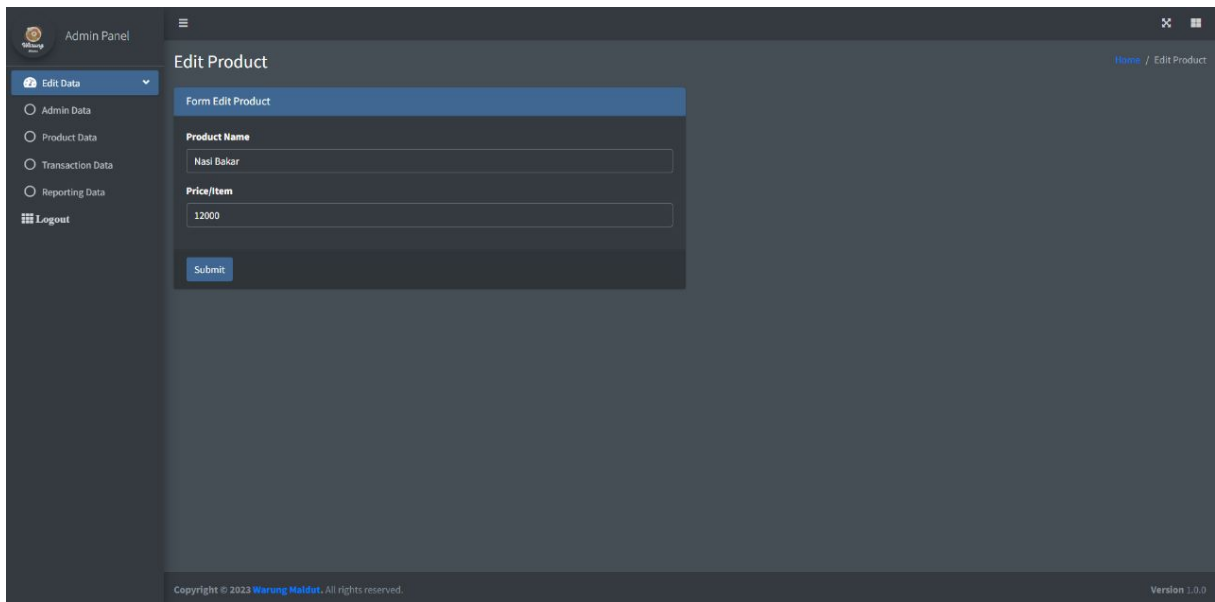 Warung
Admin Panel
Edit Product
Home / Edit Product
Edit Data
Admin Data
Product Data
Transaction Data
Reporting Data
Logout
Form Edit Product
Product Name
Nasi Bakar
Price/Item
12000
Submit
Copyright © 2023 Warung Maldut. All rights reserved.
Version 1.0.0